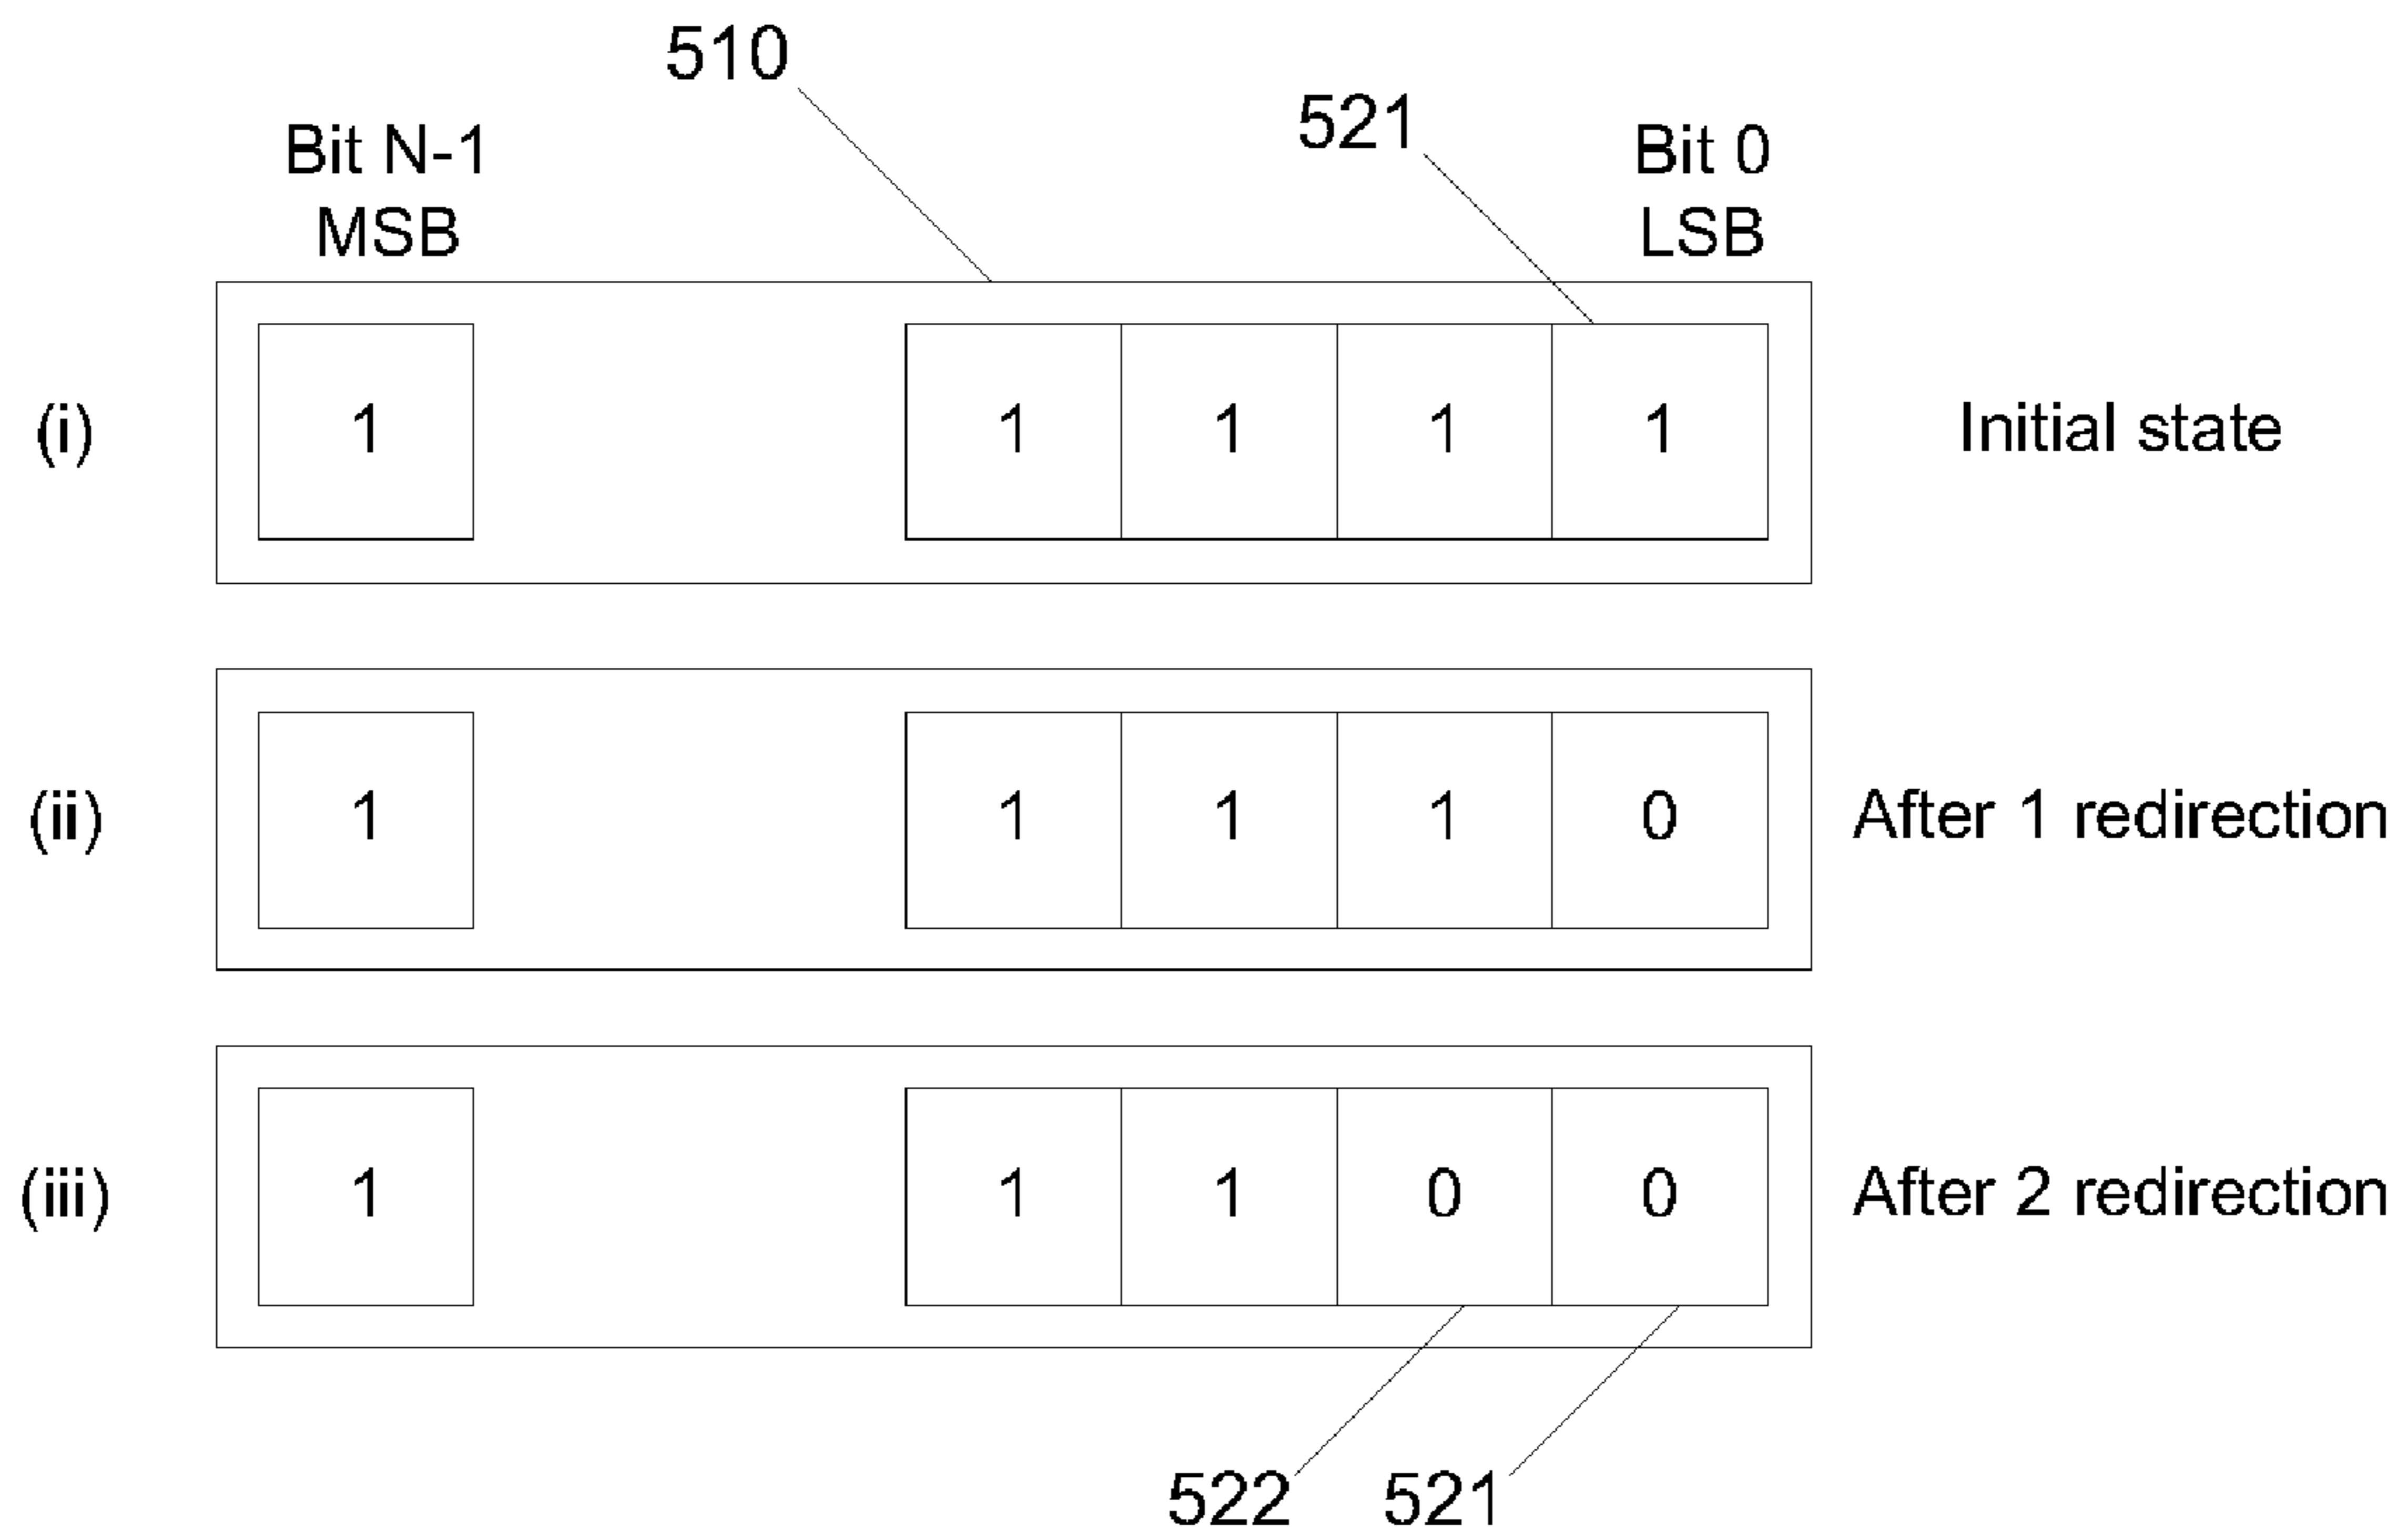 510
521
Bit N-1
MSB
Bit 0
LSB
(i) 1 1 1 1 1 Initial state
(ii) 1 1 1 1 0 After 1 redirection
(iii) 1 1 1 0 0 After 2 redirection
522 521